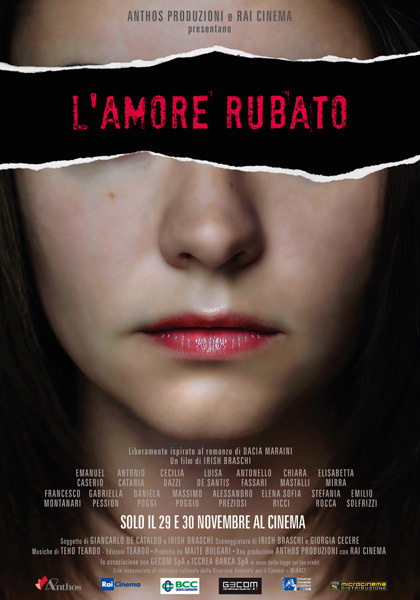 ANTHOS PRODUZIONI e RAI CINEMA
presentano
L'AMORE RUBATO
Liberamente ispirato al romanzo di DACIA MARAINI
Un film di IRISH BRASCHI
EMANUEL CASERIO ANTONIO CATANIA CECILIA DAZZI LUISA DE SANTIS ANTONELLO FASSARI CHIARA MASTALLI ELISABETTA MIRRA
FRANCESCO MONTANARI GABRIELLA PESSION DANIELA POGGI MASSIMO POGGIO ALESSANDRO PREZIOSI ELENA SOFIA RICCI STEFANIA ROCCA EMILIO SOLFRIZZI
SOLO IL 29 E 30 NOVEMBRE AL CINEMA
Soggetto di GIANCARLO DE CATALDO e IRISH BRASCHI Sceneggiatura di IRISH BRASCHI e GIORGIA CECERE
Musiche di TEHO TEARDO - Edizioni TEARDO - Prodotto da MAITE BULGARI - Una produzione ANTHOS PRODUZIONI con RAI CINEMA
In associazione con GECOM SpA e ICCREA BANCA SpA ai sensi delle legge sul tax credit
Film riconosciuto di interesse culturale dalla Direzione Generale per il Cinema - MiBACT
Anthos
Rai Cinema
BCC
GECOM
MICROCINEMA
DISTRIBUZIONE